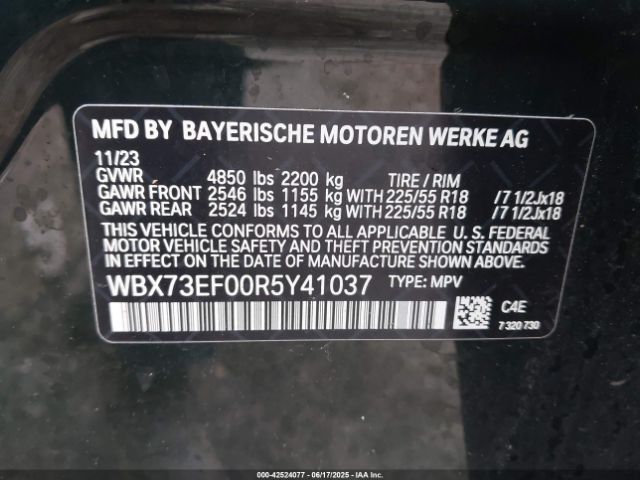 MFD BY BAYERISCHE MOTOREN WERKE AG
11/23
GVWR 4850 lbs 2200 kg TIRE / RIM
GAWR FRONT 2546 lbs 1155 kg WITH 225/55 R18 /7 1/2Jx18
GAWR REAR 2524 lbs 1145 kg WITH 225/55 R18 /7 1/2Jx18
THIS VEHICLE CONFORMS TO ALL APPLICABLE U. S. FEDERAL
MOTOR VEHICLE SAFETY AND THEFT PREVENTION STANDARDS
IN EFFECT ON THE DATE OF MANUFACTURE SHOWN ABOVE.
WBX73EF00R5Y41037 TYPE: MPV
C4E
7 320 730
000-42524077 - 06/17/2025 - IAAI.COM